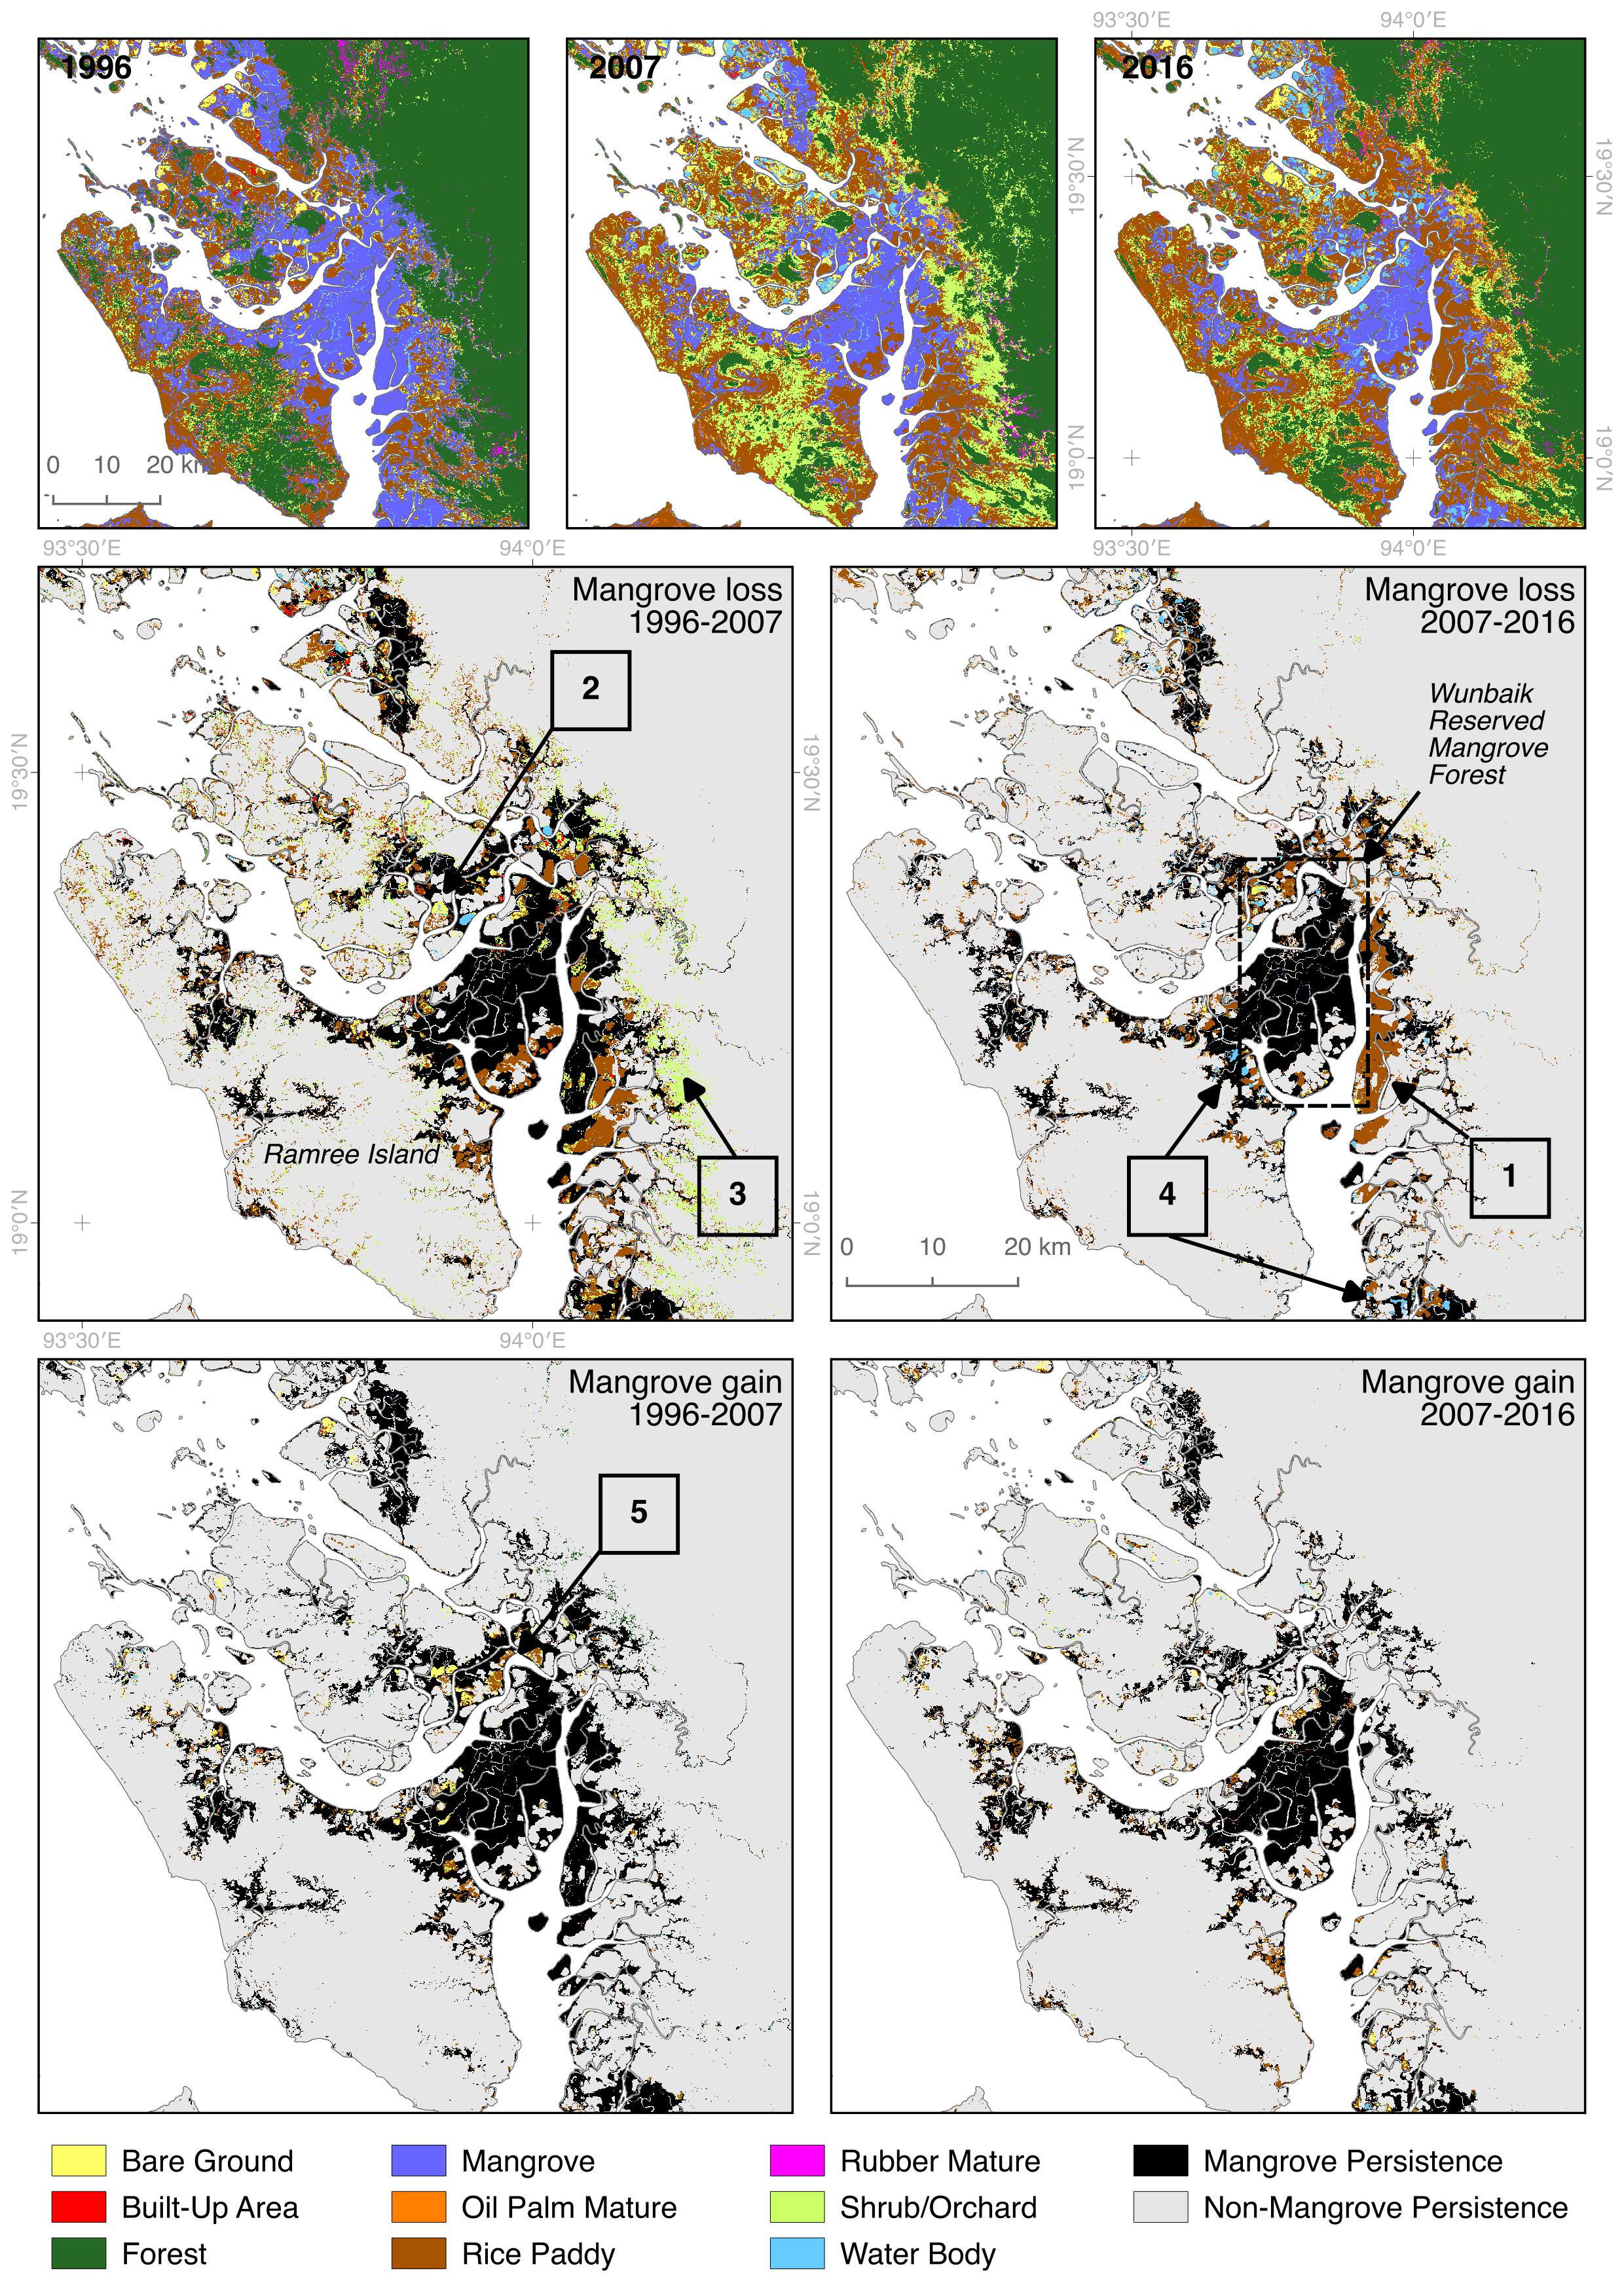 93°30′E
94°0′E
1996
2007
2016
19°30′N
19°30′N
0 10 20 km
19°0′N
19°0′N
93°30′E
94°0′E
93°30′E
94°0′E
Mangrove loss
1996-2007
Mangrove loss
2007-2016
2
Wunbaik
Reserved
Mangrove
Forest
19°30′N
19°30′N
Ramree Island
3
4
1
19°0′N
19°0′N
0 10 20 km
93°30′E
94°0′E
Mangrove gain
1996-2007
Mangrove gain
2007-2016
5
Bare Ground
Mangrove
Rubber Mature
Mangrove Persistence
Built-Up Area
Oil Palm Mature
Shrub/Orchard
Non-Mangrove Persistence
Forest
Rice Paddy
Water Body